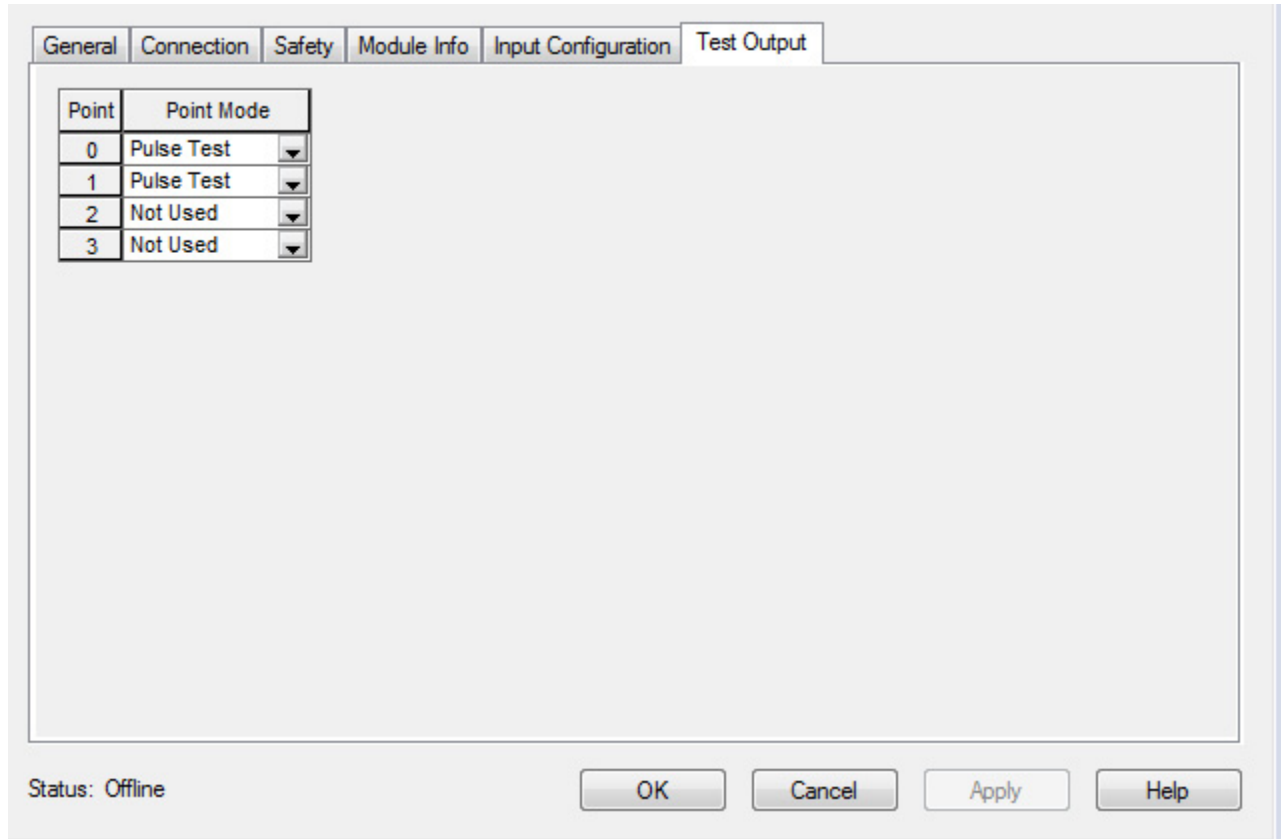 General Connection Safety Module Info Input Configuration Test Output
Point Point Mode
0 Pulse Test
1 Pulse Test
2 Not Used
3 Not Used
Status: Offline OK Cancel Apply Help